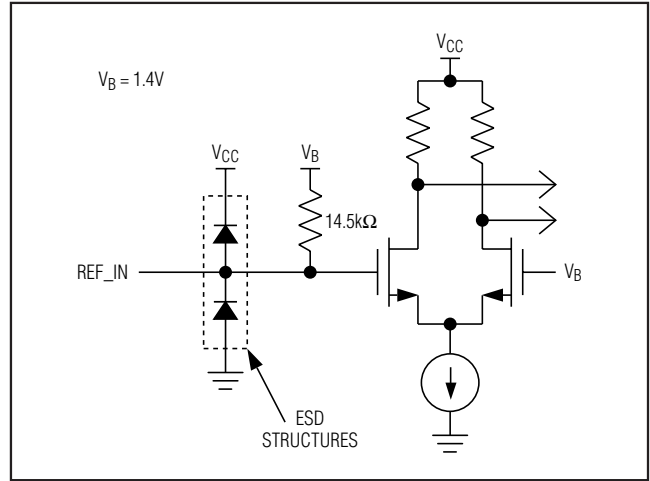 V_B = 1.4V
V_CC
V_CC
V_B
14.5kΩ
REF_IN
V_B
ESD
STRUCTURES